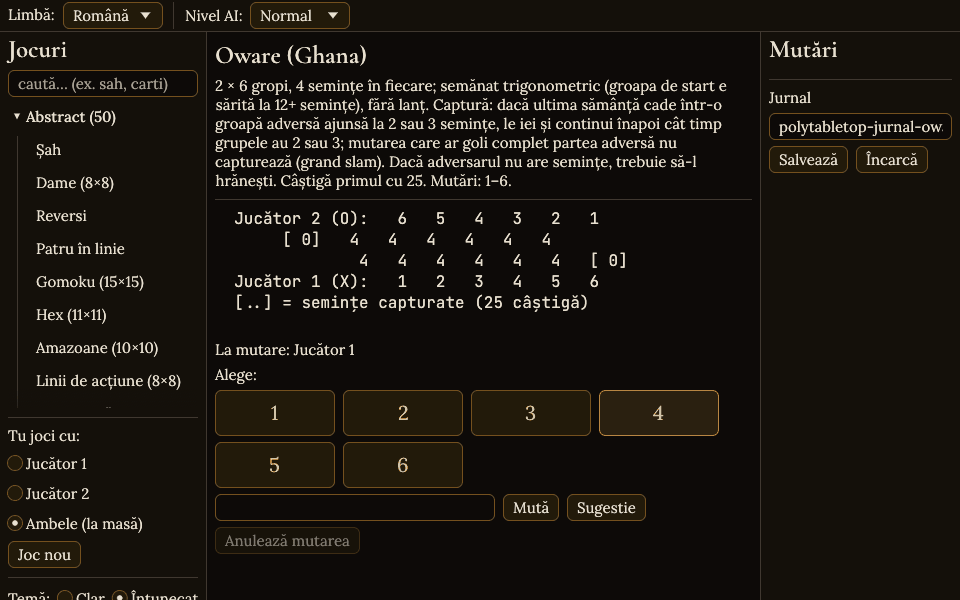 Limbă: Română ▼ Nivel AI: Normal ▼
Jocuri
caută... (ex. sah, carti)
▼ Abstract (50)
Șah
Dame (8×8)
Reversi
Patru în linie
Gomoku (15×15)
Hex (11×11)
Amazoane (10×10)
Linii de acțiune (8×8)
Tu joci cu:
Jucător 1
Jucător 2
Ambele (la masă)
Joc nou
Temă: Clar Întunecat
Oware (Ghana)
2 × 6 gropi, 4 semințe în fiecare; semănat trigonometric (groapa de start e
sărită la 12+ semințe), fără lanț. Captură: dacă ultima sămânță cade într-o
groapă adversă ajunsă la 2 sau 3 semințe, le iei și continui înapoi cât timp
grupele au 2 sau 3; mutarea care ar goli complet partea adversă nu
capturează (grand slam). Dacă adversarul nu are semințe, trebuie să-l
hrănești. Câștigă primul cu 25. Mutări: 1–6.
Jucător 2 (O): 6 5 4 3 2 1
[ 0] 4 4 4 4 4 4
4 4 4 4 4 4 [ 0]
Jucător 1 (X): 1 2 3 4 5 6
[..] = semințe capturate (25 câștigă)
La mutare: Jucător 1
Alege:
1 2 3 4
5 6
Mută Sugestie
Anulează mutarea
Mutări
Jurnal
polytabletop-jurnal-ow
Salvează Încarcă